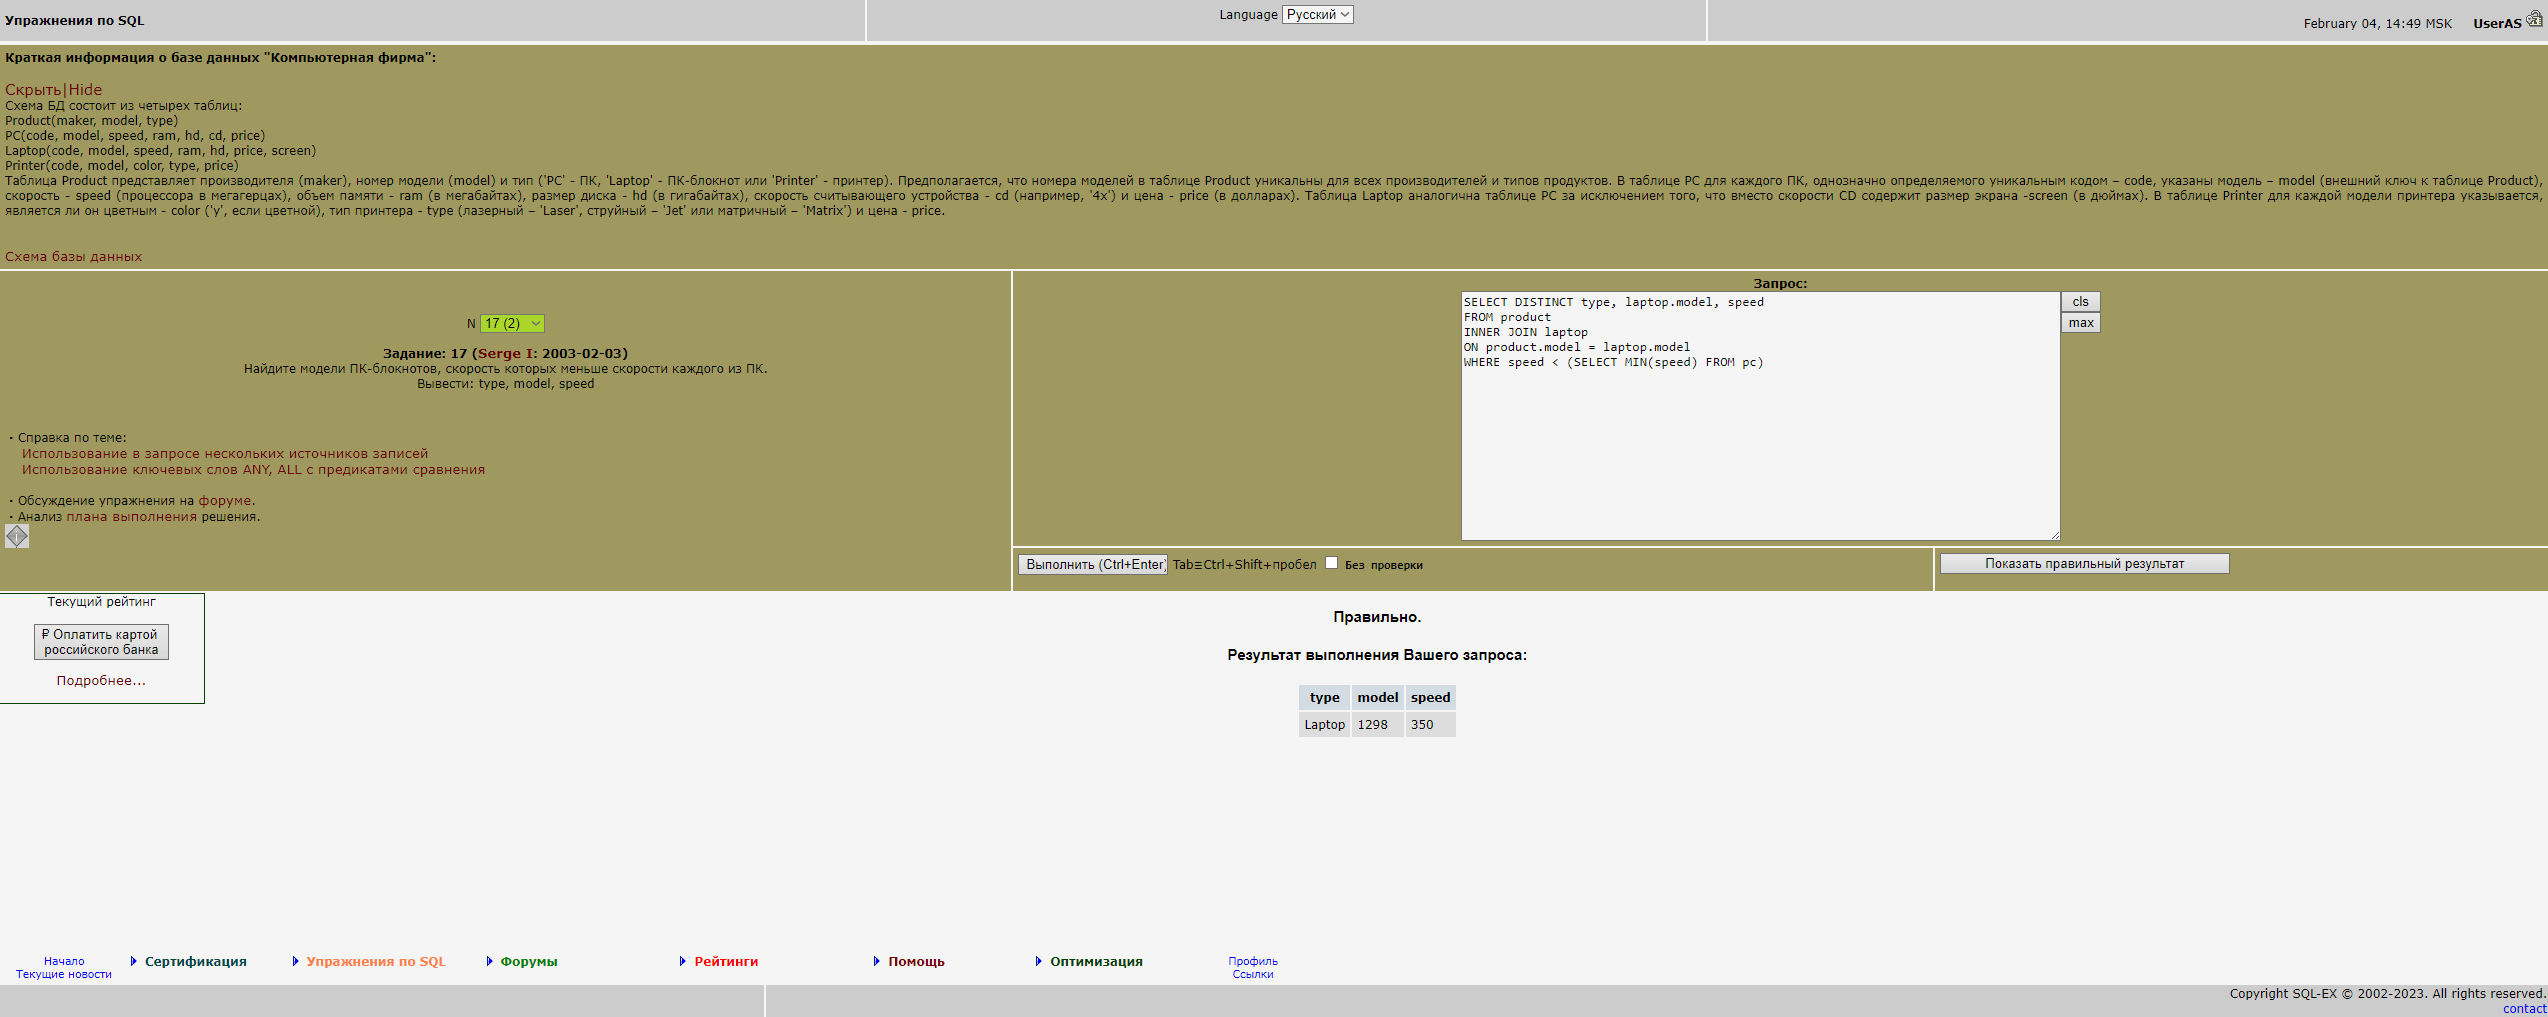 Упражнения по SQL
Language Русский
February 04, 14:49 MSK UserAS
Краткая информация о базе данных "Компьютерная фирма":
Скрыть|Hide
Схема БД состоит из четырех таблиц:
Product(maker, model, type)
PC(code, model, speed, ram, hd, cd, price)
Laptop(code, model, speed, ram, hd, price, screen)
Printer(code, model, color, type, price)
Таблица Product представляет производителя (maker), номер модели (model) и тип ('PC' - ПК, 'Laptop' - ПК-блокнот или 'Printer' - принтер). Предполагается, что номера моделей в таблице Product уникальны для всех производителей и типов продуктов. В таблице PC для каждого ПК, однозначно определяемого уникальным кодом – code, указаны модель – model (внешний ключ к таблице Product),
скорость - speed (процессора в мегагерцах), объем памяти - ram (в мегабайтах), размер диска - hd (в гигабайтах), скорость считывающего устройства - cd (например, '4x') и цена - price (в долларах). Таблица Laptop аналогична таблице РС за исключением того, что вместо скорости CD содержит размер экрана -screen (в дюймах). В таблице Printer для каждой модели принтера указывается,
является ли он цветным - color ('y', если цветной), тип принтера - type (лазерный – 'Laser', струйный – 'Jet' или матричный – 'Matrix') и цена - price.
Схема базы данных
N 17 (2)
Задание: 17 (Serge I: 2003-02-03)
Найдите модели ПК-блокнотов, скорость которых меньше скорости каждого из ПК.
Вывести: type, model, speed
· Справка по теме:
Использование в запросе нескольких источников записей
Использование ключевых слов ANY, ALL с предикатами сравнения
· Обсуждение упражнения на форуме.
· Анализ плана выполнения решения.
Запрос:
SELECT DISTINCT type, laptop.model, speed
FROM product
INNER JOIN laptop
ON product.model = laptop.model
WHERE speed < (SELECT MIN(speed) FROM pc)
cls
max
Выполнить (Ctrl+Enter) Tab≡Ctrl+Shift+пробел Без проверки
Показать правильный результат
Текущий рейтинг
₽ Оплатить картой
российского банка
Подробнее...
Правильно.
Результат выполнения Вашего запроса:
type model speed
Laptop 1298 350
Начало
Текущие новости
Сертификация
Упражнения по SQL
Форумы
Рейтинги
Помощь
Оптимизация
Профиль
Ссылки
Copyright SQL-EX © 2002-2023. All rights reserved.
contact